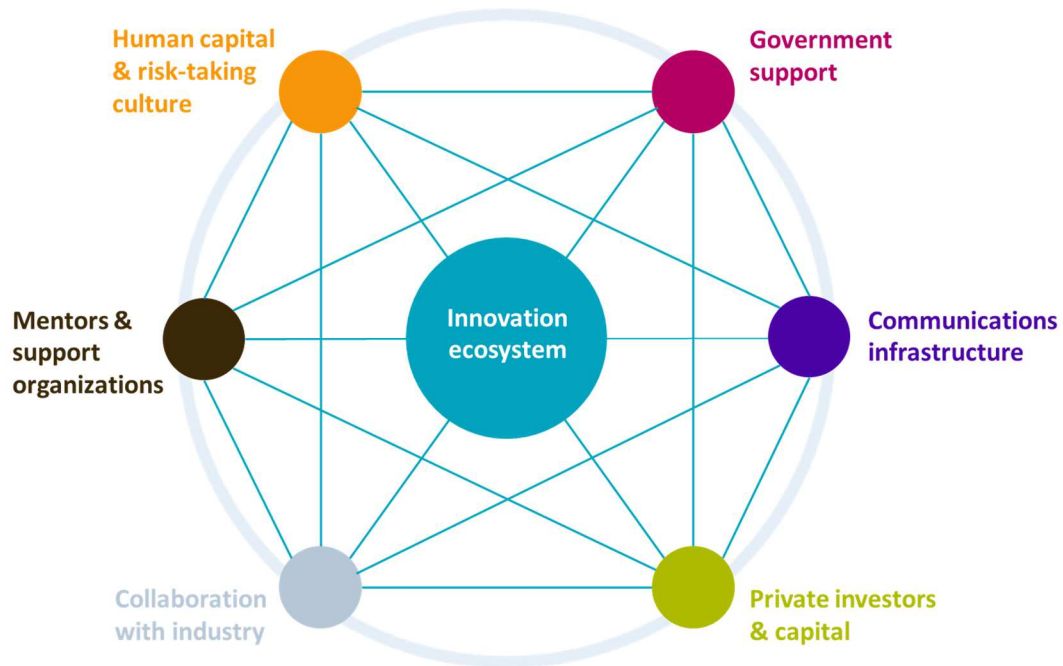 Human capital
& risk-taking
culture
Government
support
Mentors &
support
organizations
Innovation
ecosystem
Communications
infrastructure
Collaboration
with industry
Private investors
& capital